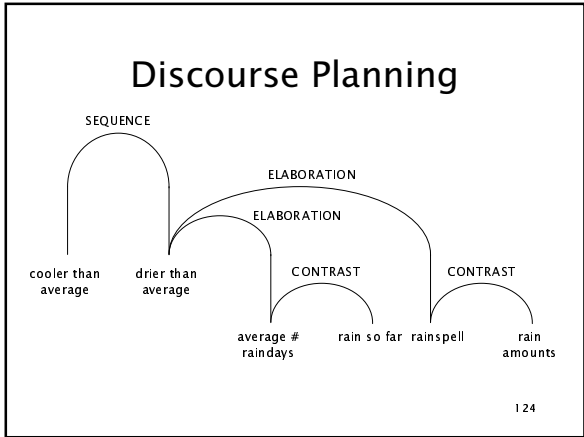 Discourse Planning
SEQUENCE
ELABORATION
ELABORATION
cooler than
average
drier than
average
CONTRAST
CONTRAST
average #
raindays
rain so far
rainspell
rain
amounts
124